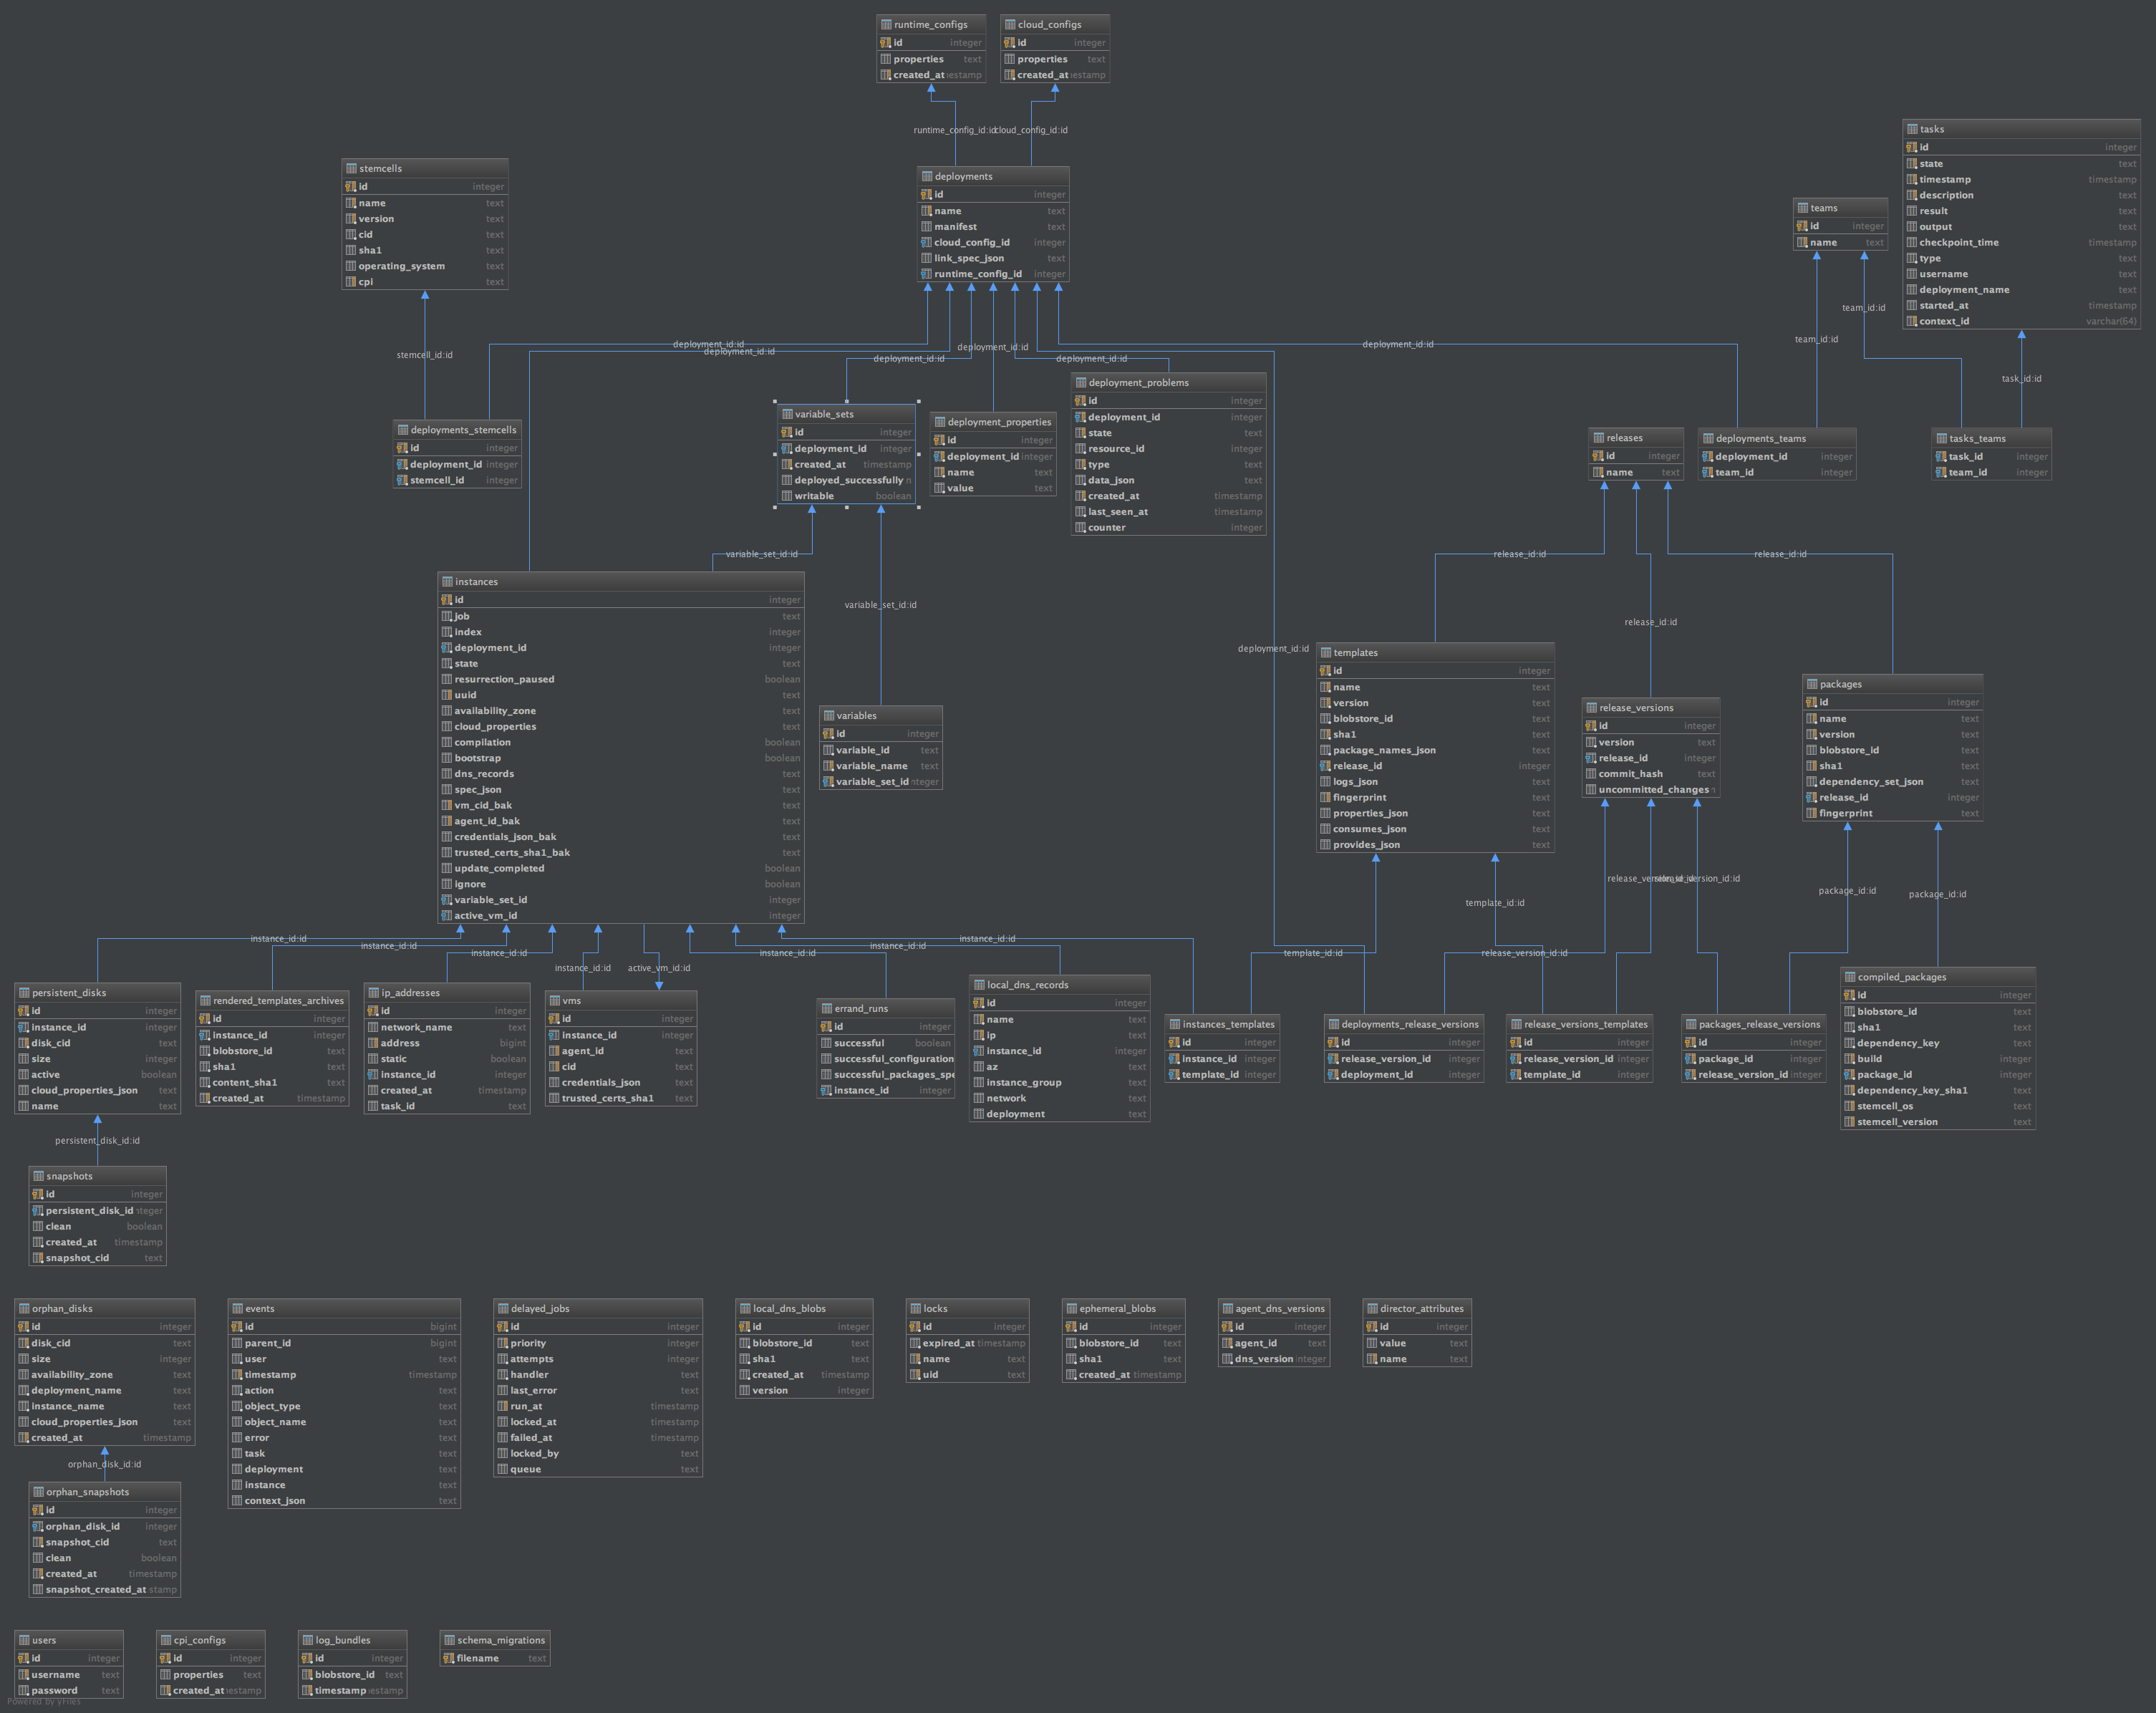 runtime_configs
id integer
properties text
created_at
cloud_configs
id integer
properties text
created_at
runtime_config_id:id
cloud_config_id:id
tasks
id integer
state text
timestamp timestamp
description text
result text
output text
checkpoint_time timestamp
type text
username text
deployment_name text
started_at timestamp
context_id varchar(64)
stemcells
id integer
name text
version text
cid text
sha1 text
operating_system text
cpi text
deployments
id integer
name text
manifest text
cloud_config_id integer
link_spec_json text
runtime_config_id integer
teams
id integer
name text
team_id:id
team_id:id
task_id:id
stemcell_id:id
deployment_id:id
deployment_id:id
deployment_id:id
deployment_id:id
deployment_id:id
deployment_id:id
deployments_stemcells
id integer
deployment_id integer
stemcell_id integer
variable_sets
id integer
deployment_id integer
created_at timestamp
deployed_successfully
writable boolean
deployment_properties
id integer
deployment_id integer
name text
value text
deployment_problems
id integer
deployment_id integer
state text
resource_id integer
type text
data_json text
created_at timestamp
last_seen_at timestamp
counter integer
releases
id integer
name text
deployments_teams
deployment_id integer
team_id integer
tasks_teams
task_id integer
team_id integer
variable_set_id:id
variable_set_id:id
release_id:id
release_id:id
release_id:id
deployment_id:id
instances
id integer
job text
index integer
deployment_id integer
state text
resurrection_paused boolean
uuid text
availability_zone text
cloud_properties text
compilation boolean
bootstrap boolean
dns_records text
spec_json text
vm_cid_bak text
agent_id_bak text
credentials_json_bak text
trusted_certs_sha1_bak text
update_completed boolean
ignore boolean
variable_set_id integer
active_vm_id integer
variables
id integer
variable_id text
variable_name text
variable_set_id
templates
id integer
name text
version text
blobstore_id text
sha1 text
package_names_json text
release_id integer
logs_json text
fingerprint text
properties_json text
consumes_json text
provides_json text
release_versions
id integer
version text
release_id integer
commit_hash text
uncommitted_changes
packages
id integer
name text
version text
blobstore_id text
sha1 text
dependency_set_json text
release_id integer
fingerprint text
package_id:id
package_id:id
template_id:id
instance_id:id
instance_id:id
instance_id:id
instance_id:id
active_vm_id:id
instance_id:id
instance_id:id
instance_id:id
template_id:id
release_version_id:id
persistent_disks
id integer
instance_id integer
disk_cid text
size integer
active boolean
cloud_properties_json text
name text
rendered_templates_archives
id integer
instance_id integer
blobstore_id text
sha1 text
content_sha1 text
created_at timestamp
ip_addresses
id integer
network_name text
address bigint
static boolean
instance_id integer
created_at timestamp
task_id text
vms
id integer
instance_id integer
agent_id text
cid text
credentials_json text
trusted_certs_sha1 text
errand_runs
id integer
successful boolean
successful_configuration
successful_packages_spe
instance_id integer
local_dns_records
id integer
name text
ip text
instance_id integer
az text
instance_group text
network text
deployment text
instances_templates
id integer
instance_id integer
template_id integer
deployments_release_versions
id integer
release_version_id integer
deployment_id integer
release_versions_templates
id integer
release_version_id integer
template_id integer
packages_release_versions
id integer
package_id integer
release_version_id integer
compiled_packages
id integer
blobstore_id text
sha1 text
dependency_key text
build integer
package_id integer
dependency_key_sha1 text
stemcell_os text
stemcell_version text
persistent_disk_id:id
snapshots
id integer
persistent_disk_id
clean boolean
created_at timestamp
snapshot_cid text
orphan_disks
id integer
disk_cid text
size integer
availability_zone text
deployment_name text
instance_name text
cloud_properties_json text
created_at timestamp
events
id bigint
parent_id bigint
user text
timestamp timestamp
action text
object_type text
object_name text
error text
task text
deployment text
instance text
context_json text
delayed_jobs
id integer
priority integer
attempts integer
handler text
last_error text
run_at timestamp
locked_at timestamp
failed_at timestamp
locked_by text
queue text
local_dns_blobs
id integer
blobstore_id text
sha1 text
created_at timestamp
version integer
locks
id integer
expired_at timestamp
name text
uid text
ephemeral_blobs
id integer
blobstore_id text
sha1 text
created_at timestamp
agent_dns_versions
id integer
agent_id text
dns_version integer
director_attributes
id integer
value text
name text
orphan_disk_id:id
orphan_snapshots
id integer
orphan_disk_id integer
snapshot_cid text
clean boolean
created_at timestamp
snapshot_created_at stamp
users
id integer
username text
password text
cpi_configs
id integer
properties text
created_at
log_bundles
id integer
blobstore_id text
timestamp
schema_migrations
filename text
Powered by yFiles